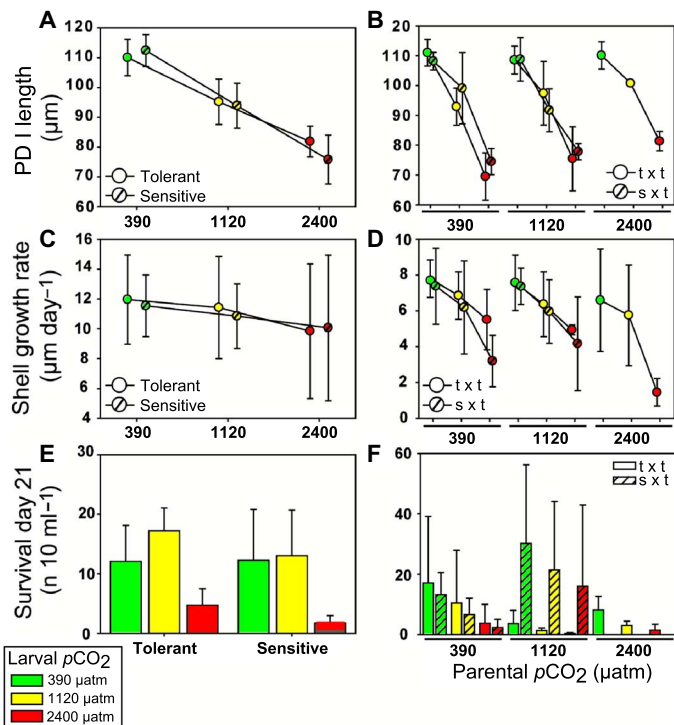 A
PD I length
(µm)
120
110
100
90
80
70
60
Tolerant
Sensitive
390
1120
2400
B
120
110
100
90
80
70
60
t x t
s x t
390
1120
2400
C
Shell growth rate
(µm day−1)
16
14
12
10
8
6
4
Tolerant
Sensitive
390
1120
2400
D
10
8
6
4
2
0
t x t
s x t
390
1120
2400
E
Survival day 21
(n 10 ml−1)
30
20
10
0
Tolerant
Sensitive
F
60
40
20
0
t x t
s x t
390
1120
2400
Parental pCO2 (µatm)
Larval pCO2
390 µatm
1120 µatm
2400 µatm